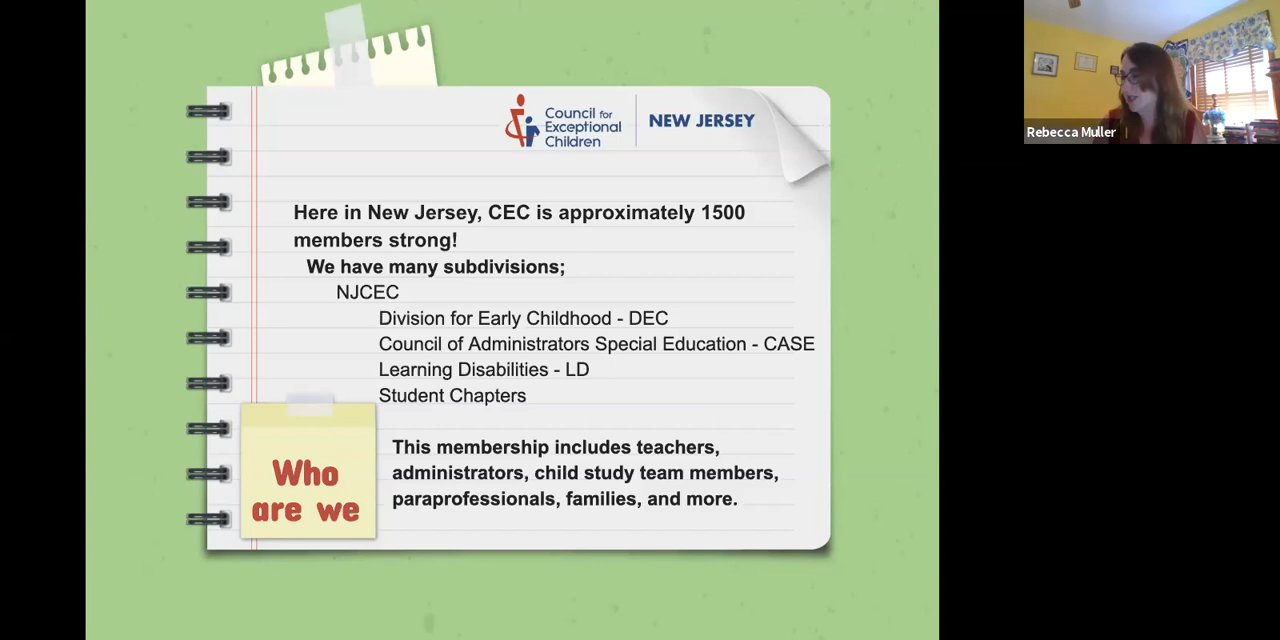 Council for
Exceptional
Children
NEW JERSEY
Rebecca Muller
Here in New Jersey, CEC is approximately 1500
members strong!
We have many subdivisions;
NJCEC
Division for Early Childhood - DEC
Council of Administrators Special Education - CASE
Learning Disabilities - LD
Student Chapters
This membership includes teachers,
administrators, child study team members,
paraprofessionals, families, and more.
Who
are we